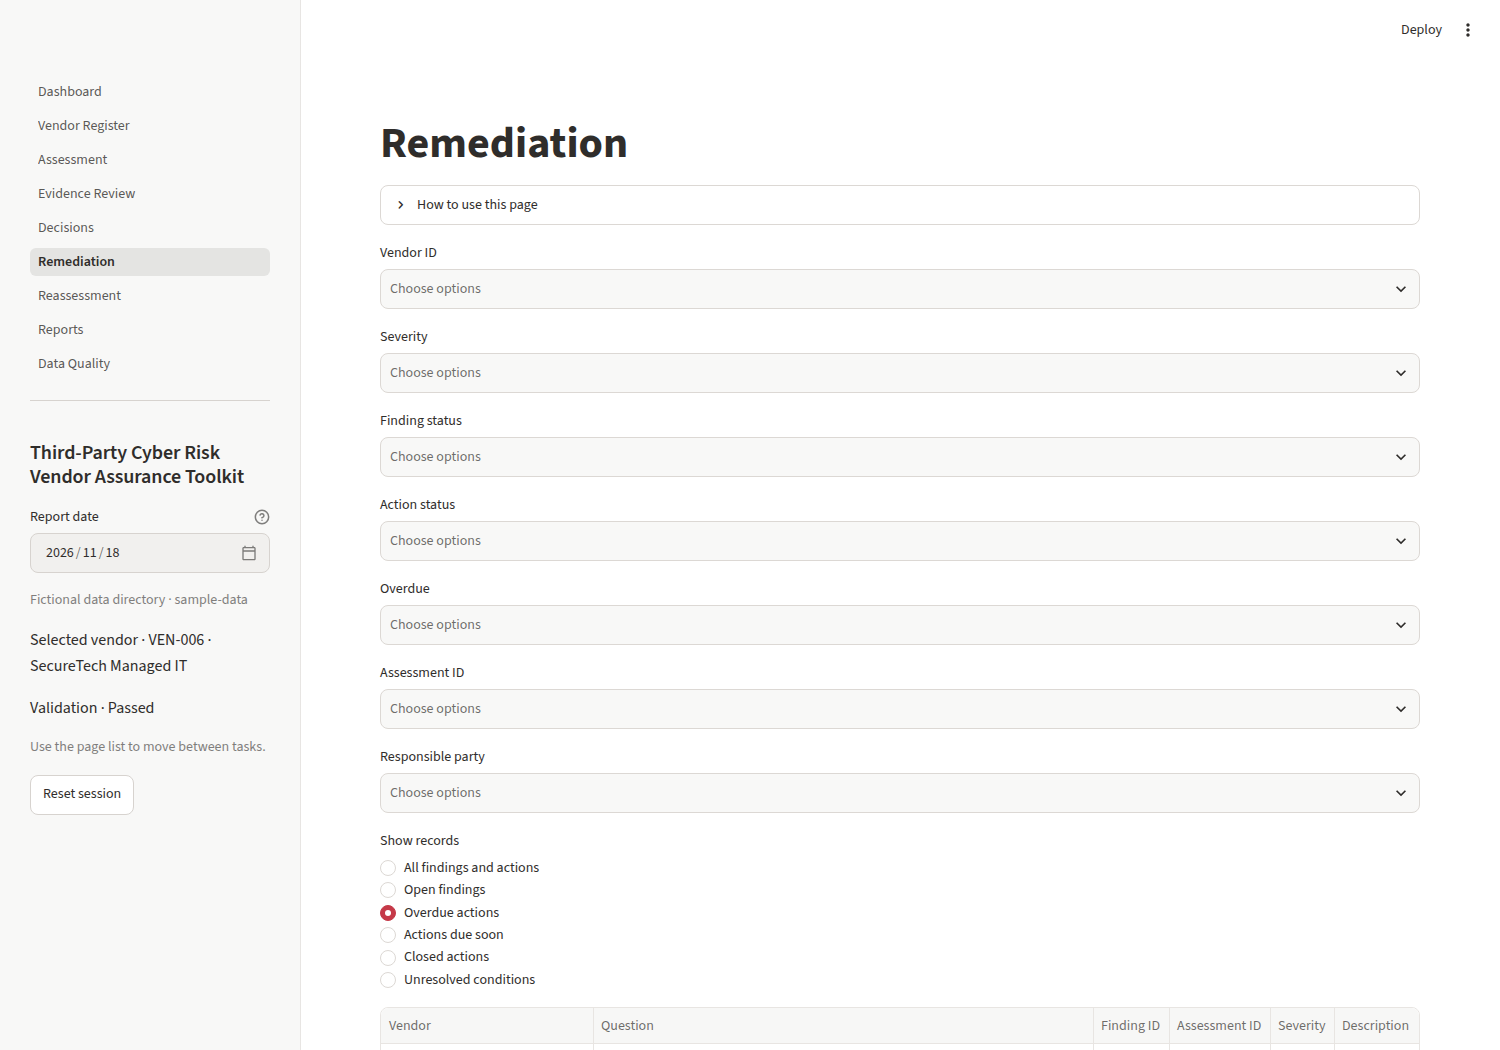 Deploy
Dashboard
Vendor Register
Assessment
Evidence Review
Decisions
Remediation
Reassessment
Reports
Data Quality
Third-Party Cyber Risk
Vendor Assurance Toolkit
Report date
2026/11/18
Fictional data directory · sample-data
Selected vendor · VEN-006 ·
SecureTech Managed IT
Validation · Passed
Use the page list to move between tasks.
Reset session
Remediation
How to use this page
Vendor ID
Choose options
Severity
Choose options
Finding status
Choose options
Action status
Choose options
Overdue
Choose options
Assessment ID
Choose options
Responsible party
Choose options
Show records
All findings and actions
Open findings
Overdue actions
Actions due soon
Closed actions
Unresolved conditions
Vendor Question Finding ID Assessment ID Severity Description